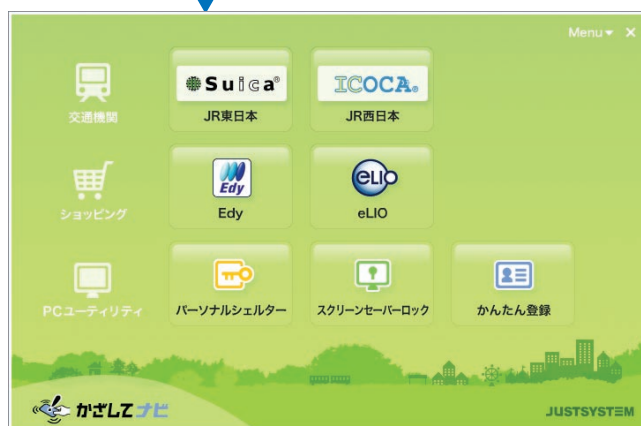 Menu
交通機関
Suica®
JR東日本
ICOCA®
JR西日本
ショッピング
Edy
Edy
eLIO
eLIO
PCユーティリティ
パーソナルシェルター
スクリーンセーバーロック
かんたん登録
かざしてナビ
JUSTSYSTEM